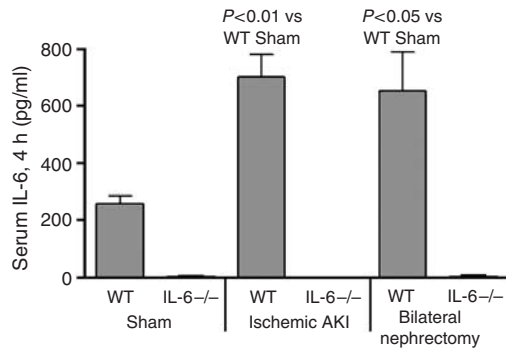 P<0.01 vs
WT Sham
P<0.05 vs
WT Sham
Serum IL-6, 4 h (pg/ml)
800
600
400
200
0
WT IL-6−/− WT IL-6−/− WT IL-6−/−
Sham Ischemic AKI Bilateral
nephrectomy